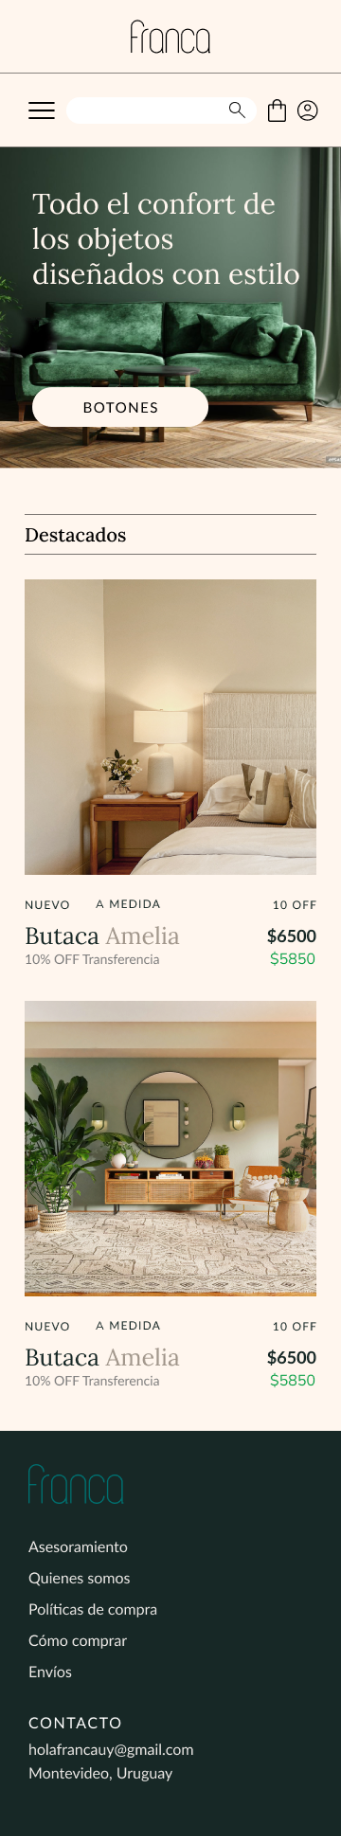 franca
Todo el confort de
los objetos
diseñados con estilo
BOTONES
Destacados
NUEVO A MEDIDA 10 OFF
Butaca Amelia $6500
10% OFF Transferencia $5850
NUEVO A MEDIDA 10 OFF
Butaca Amelia $6500
10% OFF Transferencia $5850
franca
Asesoramiento
Quienes somos
Políticas de compra
Cómo comprar
Envíos
CONTACTO
holafrancauy@gmail.com
Montevideo, Uruguay